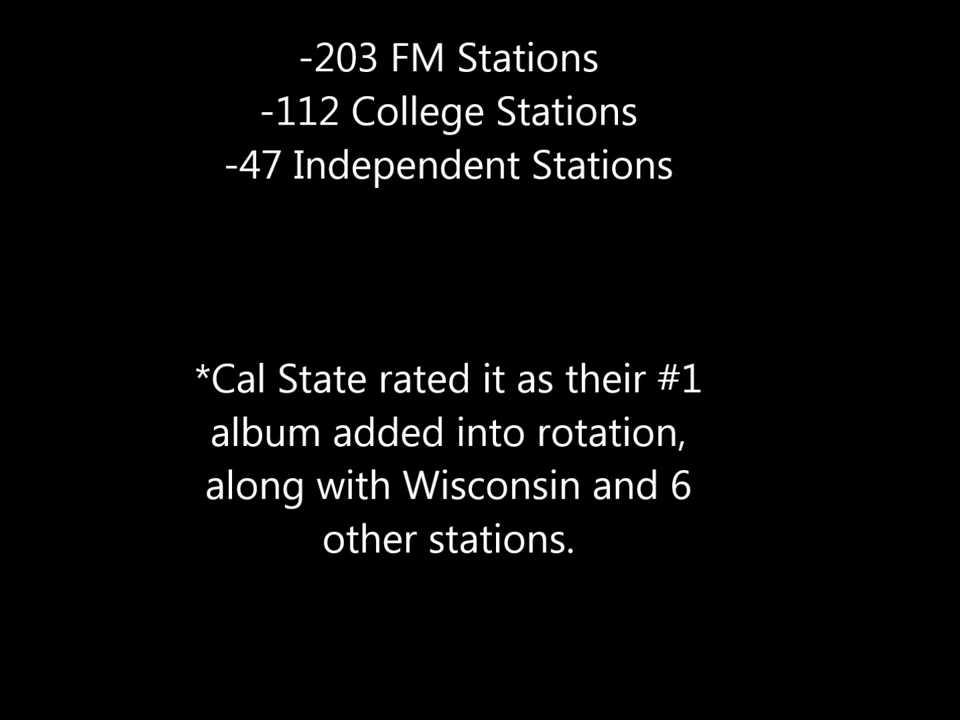 -203 FM Stations
-112 College Stations
-47 Independent Stations
*Cal State rated it as their #1
album added into rotation,
along with Wisconsin and 6
other stations.